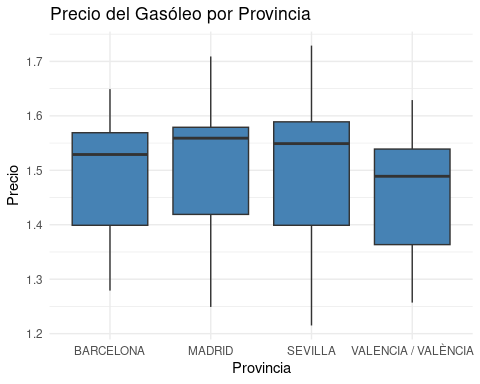 Precio del Gasóleo por Provincia
Precio
1.7
1.6
1.5
1.4
1.3
1.2
BARCELONA
MADRID
SEVILLA
VALENCIA / VALÈNCIA
Provincia